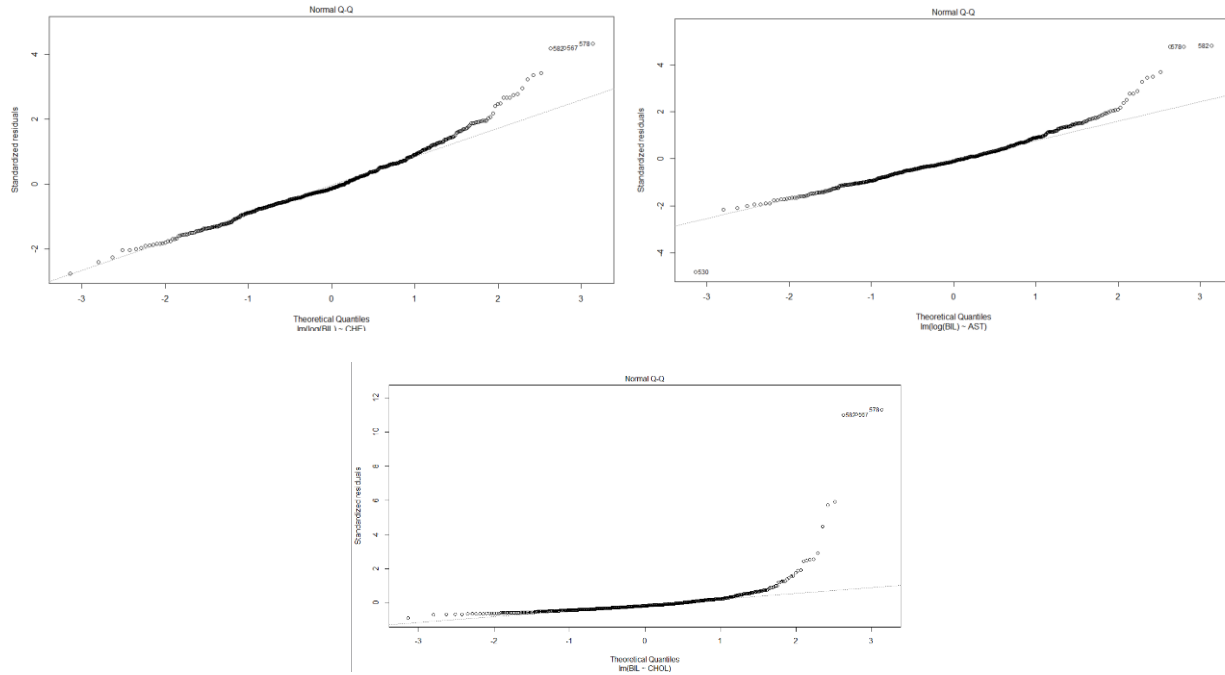 Normal Q-Q
Standardized residuals
4
2
0
-2
582 567 578
-3 -2 -1 0 1 2 3
Theoretical Quantiles
lm(log(BIL) ~ CHE)
Normal Q-Q
Standardized residuals
4
2
0
-2
-4
578 582
530
-3 -2 -1 0 1 2 3
Theoretical Quantiles
lm(log(BIL) ~ AST)
Normal Q-Q
Standardized residuals
12
10
8
6
4
2
0
582 567 578
-3 -2 -1 0 1 2 3
Theoretical Quantiles
lm(BIL ~ CHOL)